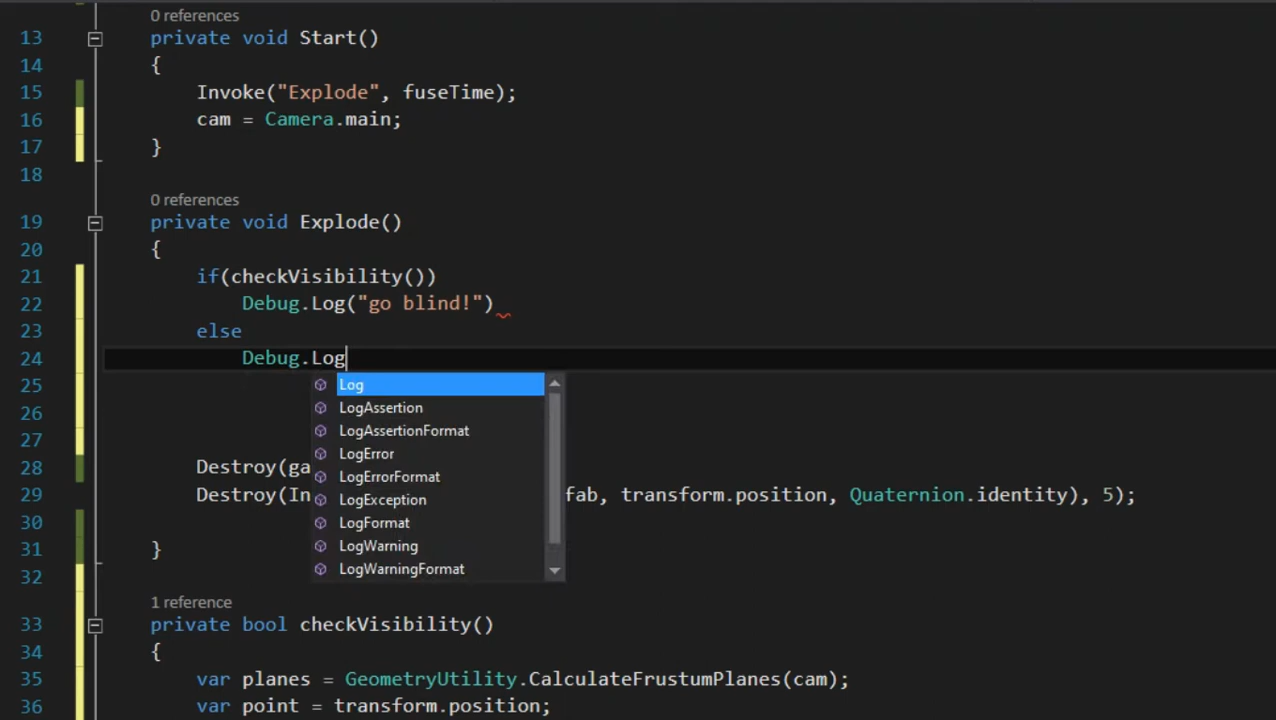 0 references
13 private void Start()
14 {
15 Invoke("Explode", fuseTime);
16 cam = Camera.main;
17 }
18
0 references
19 private void Explode()
20 {
21 if(checkVisibility())
22 Debug.Log("go blind!")
23 else
24 Debug.Log
25 Log
LogAssertion
26 LogAssertionFormat
27 LogError
28 Destroy(ga
LogErrorFormat
29 Destroy(In fab, transform.position, Quaternion.identity), 5);
LogException
30 LogFormat
31 }
LogWarning
32 LogWarningFormat
1 reference
33 private bool checkVisibility()
34 {
35 var planes = GeometryUtility.CalculateFrustumPlanes(cam);
36 var point = transform.position;